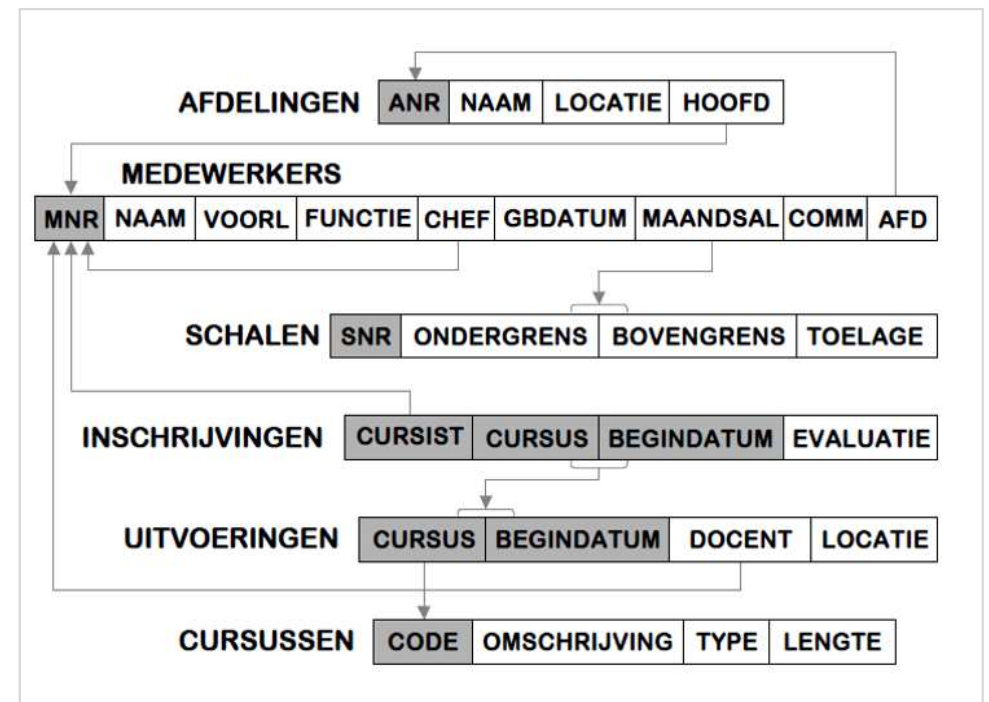 AFDELINGEN ANR NAAM LOCATIE HOOFD
MEDEWERKERS
MNR NAAM VOORL FUNCTIE CHEF GBDATUM MAANDSAL COMM AFD
SCHALEN SNR ONDERGRENS BOVENGRENS TOELAGE
INSCHRIJVINGEN CURSIST CURSUS BEGINDATUM EVALUATIE
UITVOERINGEN CURSUS BEGINDATUM DOCENT LOCATIE
CURSUSSEN CODE OMSCHRIJVING TYPE LENGTE